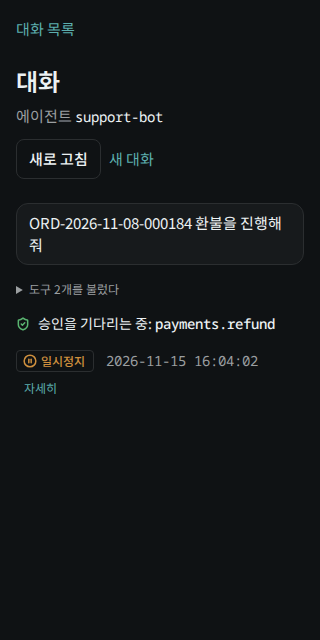 대화 목록
대화
에이전트 support-bot
새로 고침 새 대화
ORD-2026-11-08-000184 환불을 진행해
줘
도구 2개를 불렀다
승인을 기다리는 중: payments.refund
일시정지 2026-11-15 16:04:02
자세히